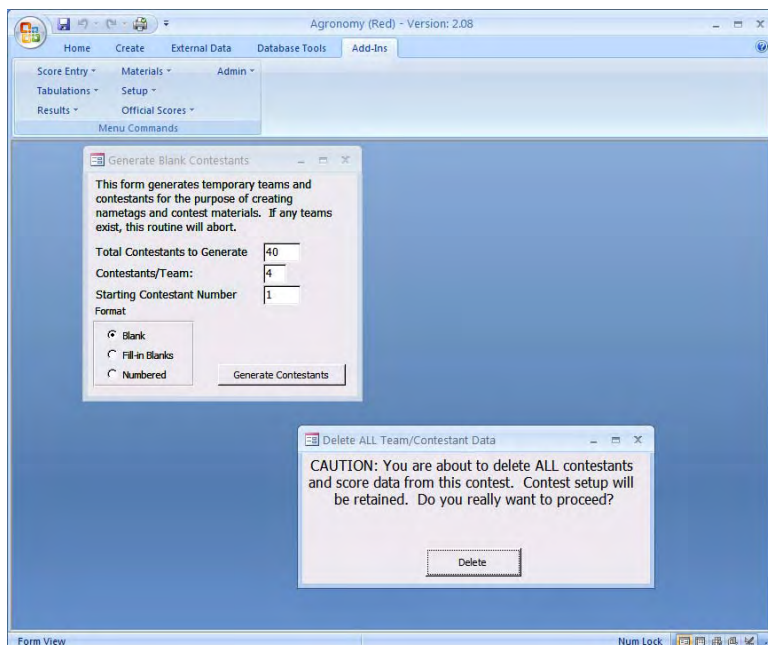 Agronomy (Red) - Version: 2.08
Home Create External Data Database Tools Add-Ins
Score Entry Materials Admin
Tabulations Setup
Results Official Scores
Menu Commands
Generate Blank Contestants
This form generates temporary teams and
contestants for the purpose of creating
nametags and contest materials. If any teams
exist, this routine will abort.
Total Contestants to Generate 40
Contestants/Team: 4
Starting Contestant Number 1
Format
Blank
Fill-in Blanks
Numbered Generate Contestants
Delete ALL Team/Contestant Data
CAUTION: You are about to delete ALL contestants
and score data from this contest. Contest setup will
be retained. Do you really want to proceed?
Delete
Form View Num Lock